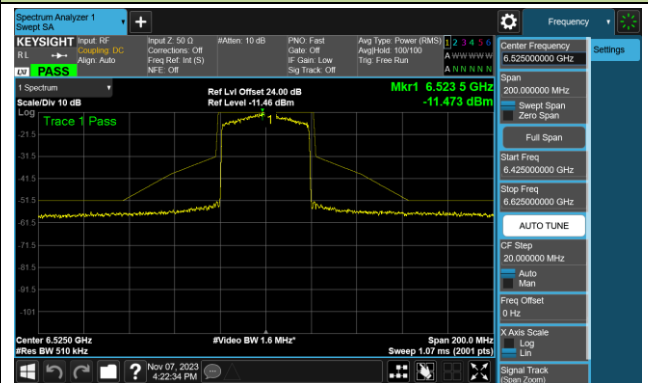 Spectrum Analyzer 1
Swept SA
Frequency
KEYSIGHT
Input: RF
Coupling: DC
Align: Auto
Input Z: 50 Ω
Corrections: Off
Freq Ref: Int (S)
NFE: Off
#Atten: 10 dB
PNO: Fast
Gate: Off
IF Gain: Low
Sig Track: Off
Avg Type: Power (RMS)
Avg|Hold: 100/100
Trig: Free Run
1 2 3 4 5 6
A W W W W W
A N N N N N
RL
LXI
PASS
1 Spectrum
Scale/Div 10 dB
Ref Lvl Offset 24.00 dB
Ref Level -11.46 dBm
Mkr1 6.523 5 GHz
-11.473 dBm
Log
Trace 1 Pass
1
-21.5
-31.5
-41.5
-51.5
-61.5
-71.5
-81.5
-91.5
-101
Center 6.5250 GHz
#Res BW 510 kHz
#Video BW 1.6 MHz*
Span 200.0 MHz
Sweep 1.07 ms (2001 pts)
Nov 07, 2023
4:22:34 PM
Center Frequency
6.525000000 GHz
Settings
Span
200.000000 MHz
Swept Span
Zero Span
Full Span
Start Freq
6.425000000 GHz
Stop Freq
6.625000000 GHz
AUTO TUNE
CF Step
20.000000 MHz
Auto
Man
Freq Offset
0 Hz
X Axis Scale
Log
Lin
Signal Track
(Span Zoom)